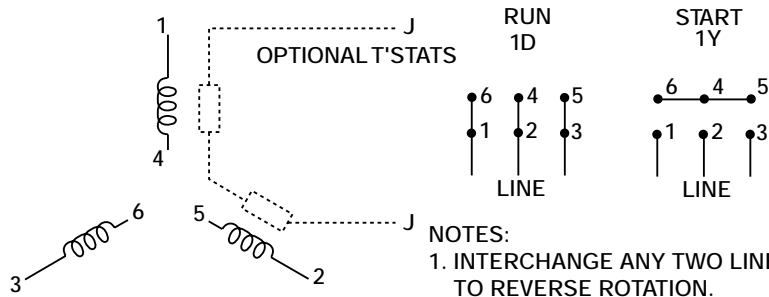 1
J
OPTIONAL T'STATS
4
6
3
5
2
J
RUN
1D
6 4 5
1 2 3
LINE
START
1Y
6 4 5
1 2 3
LINE
NOTES:
1. INTERCHANGE ANY TWO LINE
TO REVERSE ROTATION.